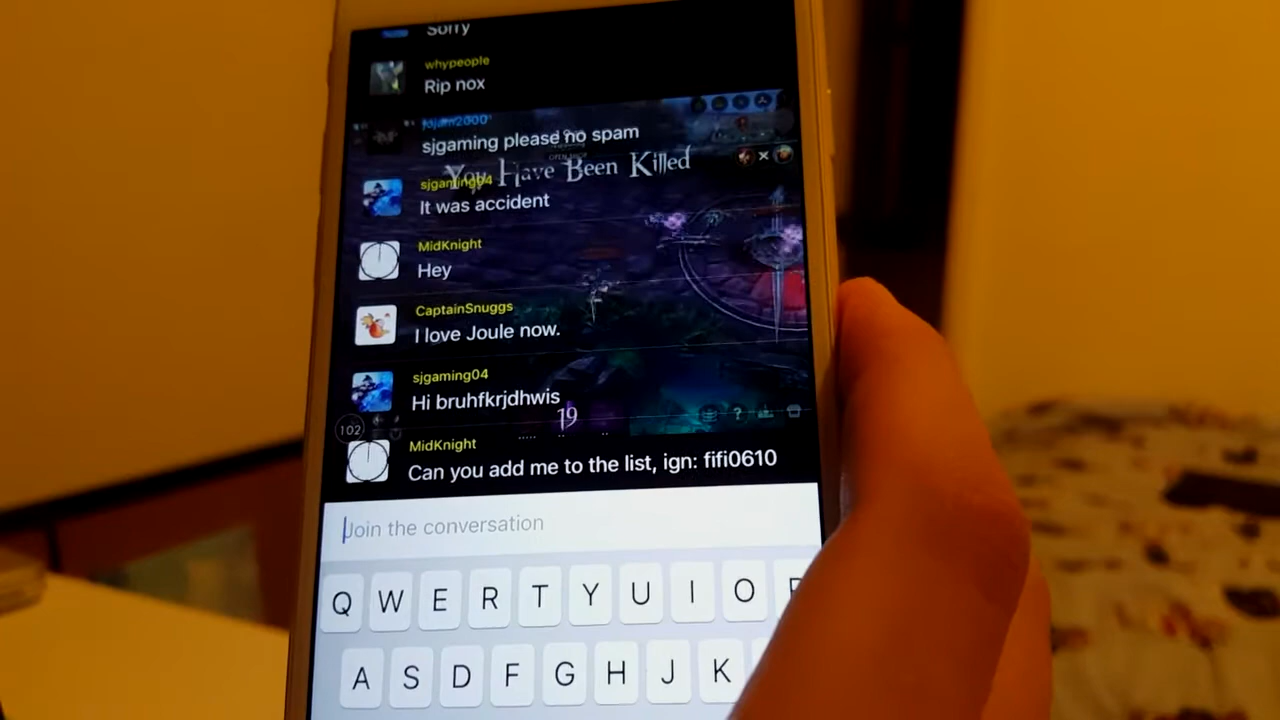 Sorry
whypeople
Rip nox
fojam2000
sjgaming please no spam
You Have Been Killed
sjgaming04
It was accident
MidKnight
Hey
CaptainSnuggs
I love Joule now.
sjgaming04
Hi bruhfkrjdhwis
19
102
MidKnight
Can you add me to the list, ign: fifi0610
Join the conversation
Q W E R T Y U I O P
A S D F G H J K